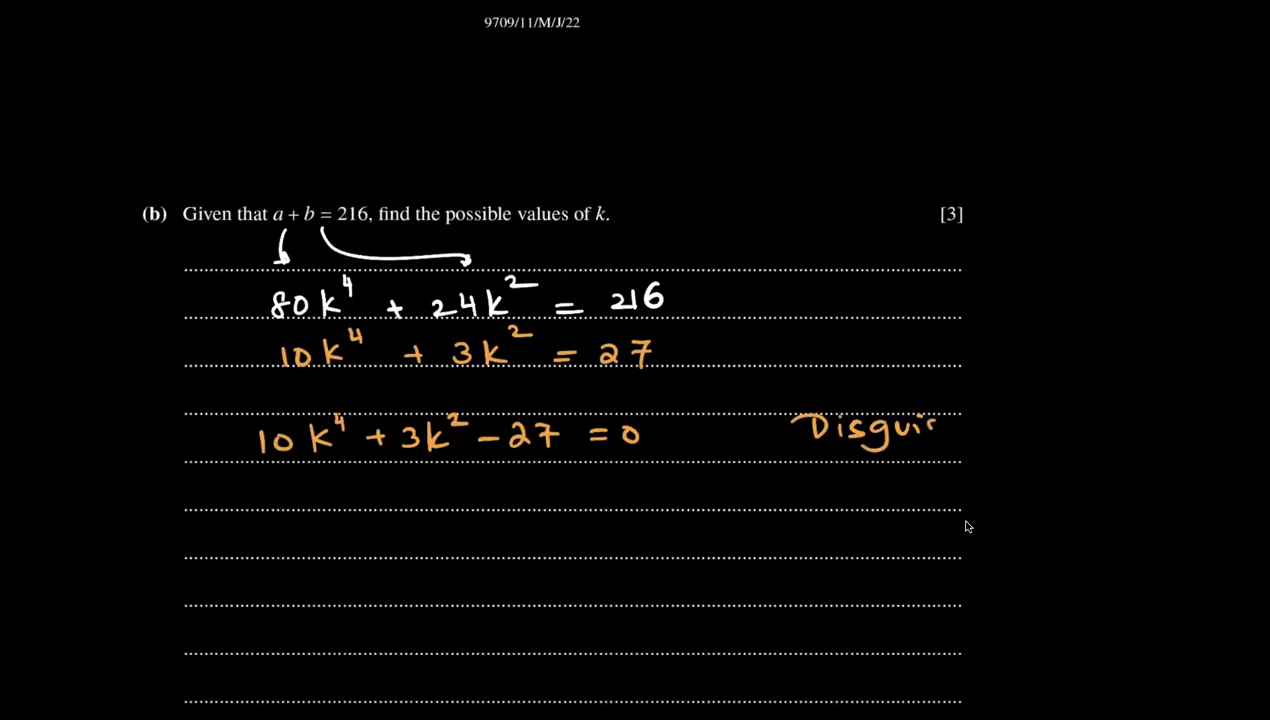 9709/11/M/J/22
(b) Given that a + b = 216, find the possible values of k. [3]
80k⁴ + 24k² = 216
10k⁴ + 3k² = 27
10k⁴ + 3k² - 27 = 0 Disguis